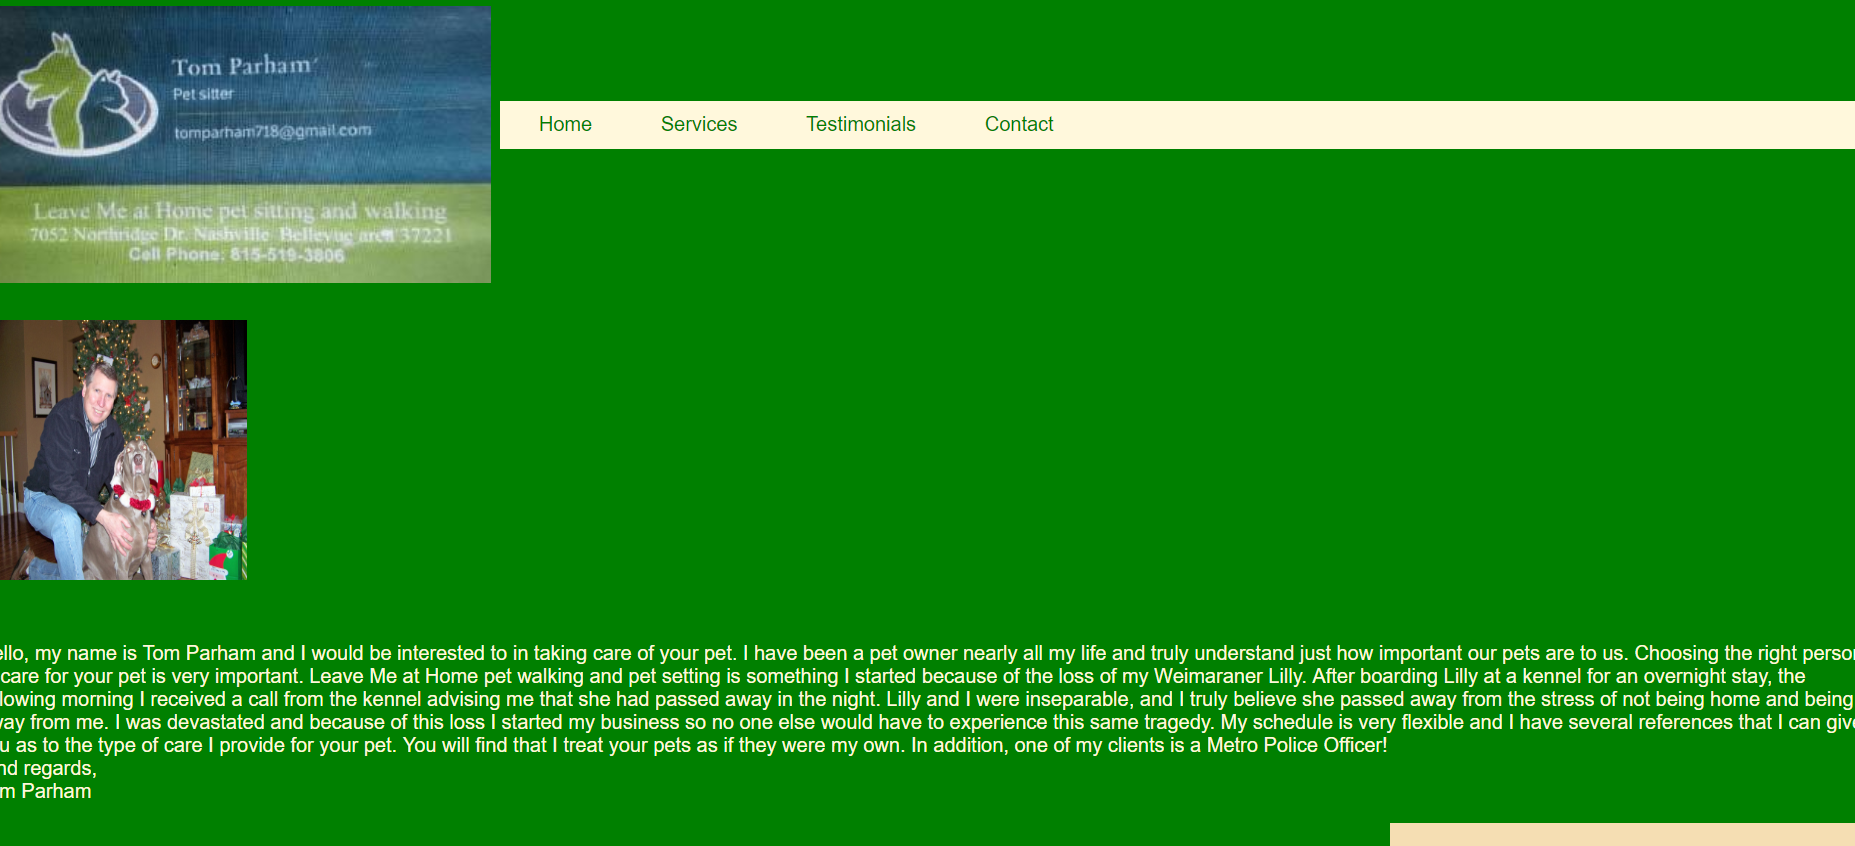 Tom Parham
Pet sitter
tomparham718@gmail.com
Leave Me at Home pet sitting and walking
7052 Northridge Dr. Nashville Bellevue area 37221
Cell Phone: 615-519-3806
Home Services Testimonials Contact
ello, my name is Tom Parham and I would be interested to in taking care of your pet. I have been a pet owner nearly all my life and truly understand just how important our pets are to us. Choosing the right person
care for your pet is very important. Leave Me at Home pet walking and pet setting is something I started because of the loss of my Weimaraner Lilly. After boarding Lilly at a kennel for an overnight stay, the
llowing morning I received a call from the kennel advising me that she had passed away in the night. Lilly and I were inseparable, and I truly believe she passed away from the stress of not being home and being
way from me. I was devastated and because of this loss I started my business so no one else would have to experience this same tragedy. My schedule is very flexible and I have several references that I can give
u as to the type of care I provide for your pet. You will find that I treat your pets as if they were my own. In addition, one of my clients is a Metro Police Officer!
nd regards,
m Parham